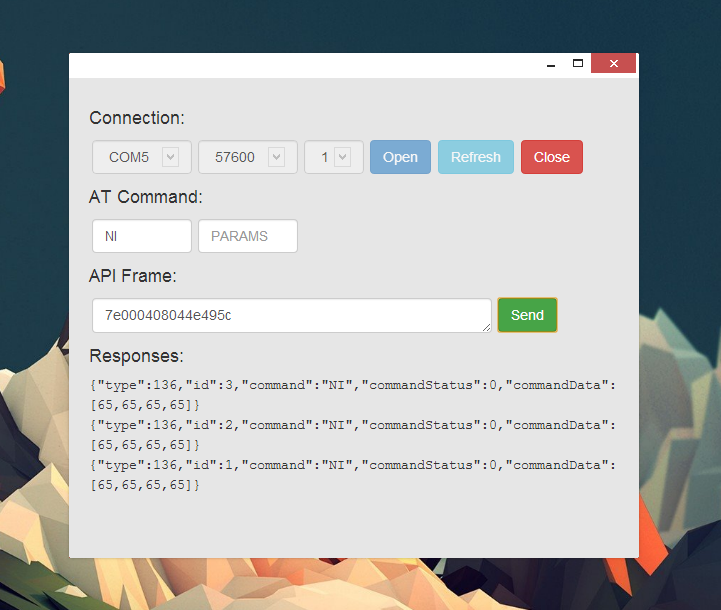 Connection:
COM5 57600 1 Open Refresh Close
AT Command:
NI PARAMS
API Frame:
7e000408044e495c Send
Responses:
{"type":136,"id":3,"command":"NI","commandStatus":0,"commandData":
[65,65,65,65]}
{"type":136,"id":2,"command":"NI","commandStatus":0,"commandData":
[65,65,65,65]}
{"type":136,"id":1,"command":"NI","commandStatus":0,"commandData":
[65,65,65,65]}